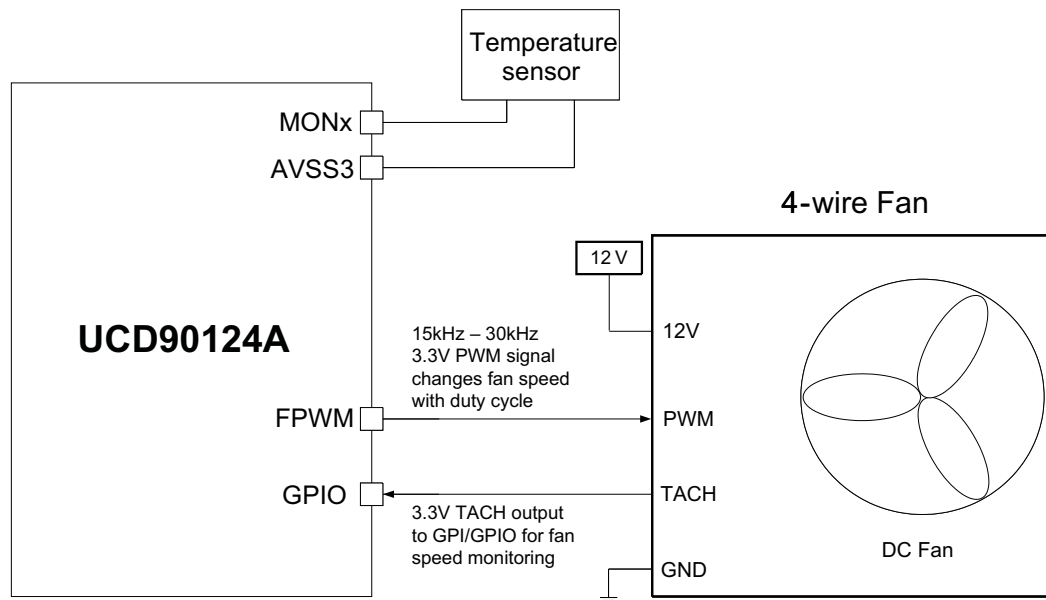 Temperature
sensor
MONx
AVSS3
4-wire Fan
12 V
UCD90124A
15kHz – 30kHz
3.3V PWM signal
changes fan speed
with duty cycle
12V
FPWM
PWM
GPIO
TACH
3.3V TACH output
to GPI/GPIO for fan
speed monitoring
DC Fan
GND